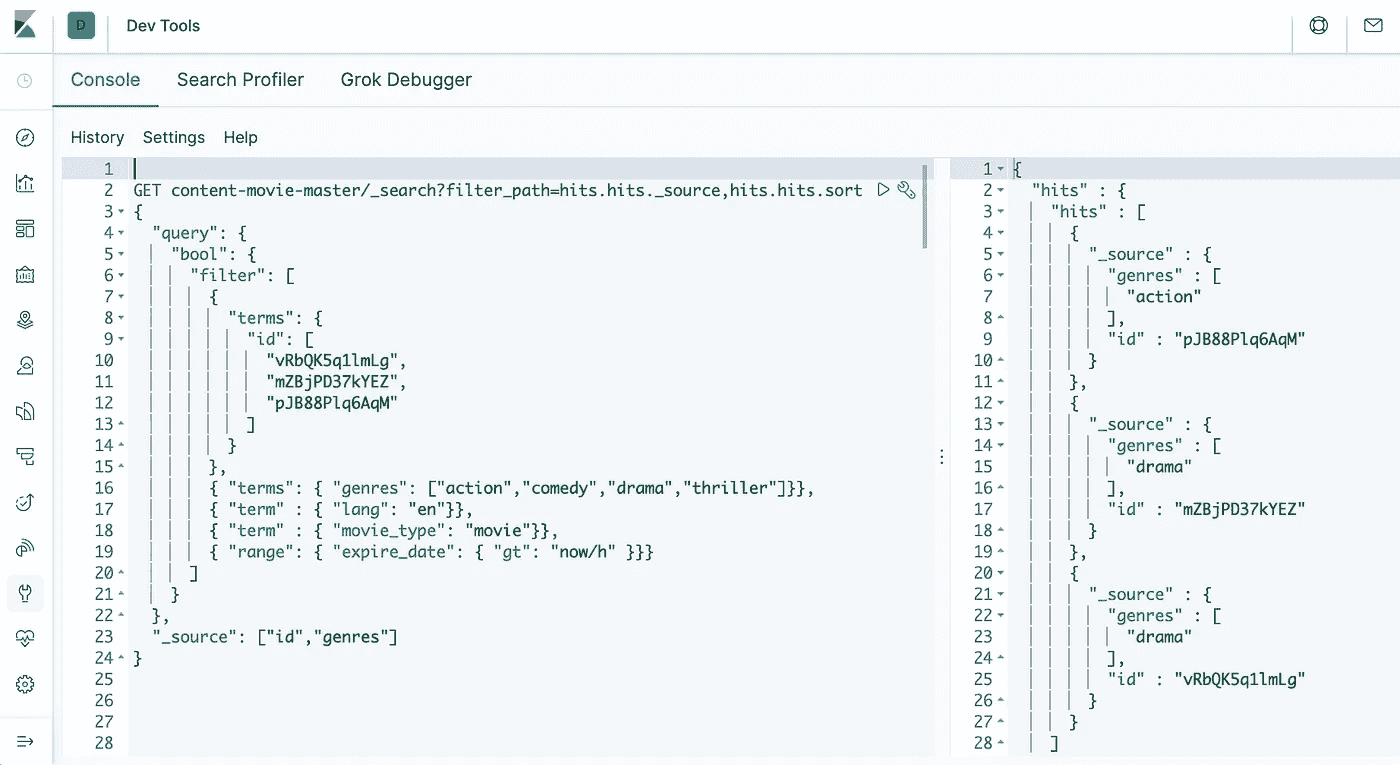 D
Dev Tools
Console Search Profiler Grok Debugger
History Settings Help
1
2 GET content-movie-master/_search?filter_path=hits.hits._source,hits.hits.sort
3 {
4 "query": {
5 "bool": {
6 "filter": [
7 {
8 "terms": {
9 "id": [
10 "vRbQK5q1lmLg",
11 "mZBjPD37kYEZ",
12 "pJB88Plq6AqM"
13 ]
14 }
15 },
16 { "terms": { "genres": ["action","comedy","drama","thriller"]}},
17 { "term" : { "lang": "en"}},
18 { "term" : { "movie_type": "movie"}},
19 { "range": { "expire_date": { "gt": "now/h" }}}
20 ]
21 }
22 },
23 "_source": ["id","genres"]
24 }
25
26
27
28
1 {
2 "hits" : {
3 "hits" : [
4 {
5 "_source" : {
6 "genres" : [
7 "action"
8 ],
9 "id" : "pJB88Plq6AqM"
10 }
11 },
12 {
13 "_source" : {
14 "genres" : [
15 "drama"
16 ],
17 "id" : "mZBjPD37kYEZ"
18 }
19 },
20 {
21 "_source" : {
22 "genres" : [
23 "drama"
24 ],
25 "id" : "vRbQK5q1lmLg"
26 }
27 }
28 ]